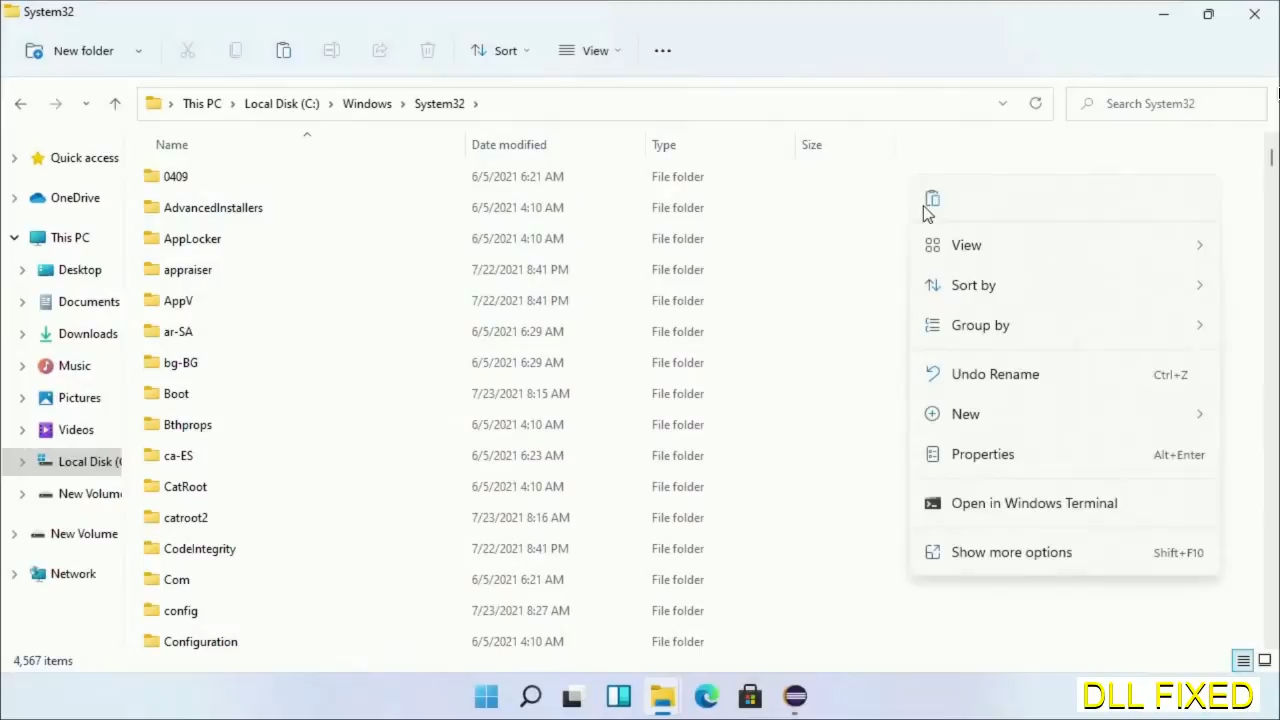 System32
New folder
Sort
View
This PC
Local Disk (C:)
Windows
System32
Search System32
Name
Date modified
Type
Size
Quick access
OneDrive
This PC
Desktop
Documents
Downloads
Music
Pictures
Videos
Local Disk (
New Volum
New Volume
Network
0409 6/5/2021 6:21 AM File folder
AdvancedInstallers 6/5/2021 4:10 AM File folder
AppLocker 6/5/2021 4:10 AM File folder
appraiser 7/22/2021 8:41 PM File folder
AppV 7/22/2021 8:41 PM File folder
ar-SA 6/5/2021 6:29 AM File folder
bg-BG 6/5/2021 6:29 AM File folder
Boot 7/23/2021 8:15 AM File folder
Bthprops 6/5/2021 4:10 AM File folder
ca-ES 6/5/2021 6:23 AM File folder
CatRoot 6/5/2021 4:10 AM File folder
catroot2 7/23/2021 8:16 AM File folder
CodeIntegrity 7/22/2021 8:41 PM File folder
Com 6/5/2021 6:21 AM File folder
config 7/23/2021 8:27 AM File folder
Configuration 6/5/2021 4:10 AM File folder
View
Sort by
Group by
Undo Rename Ctrl+Z
New
Properties Alt+Enter
Open in Windows Terminal
Show more options Shift+F10
4,567 items
DLL FIXED